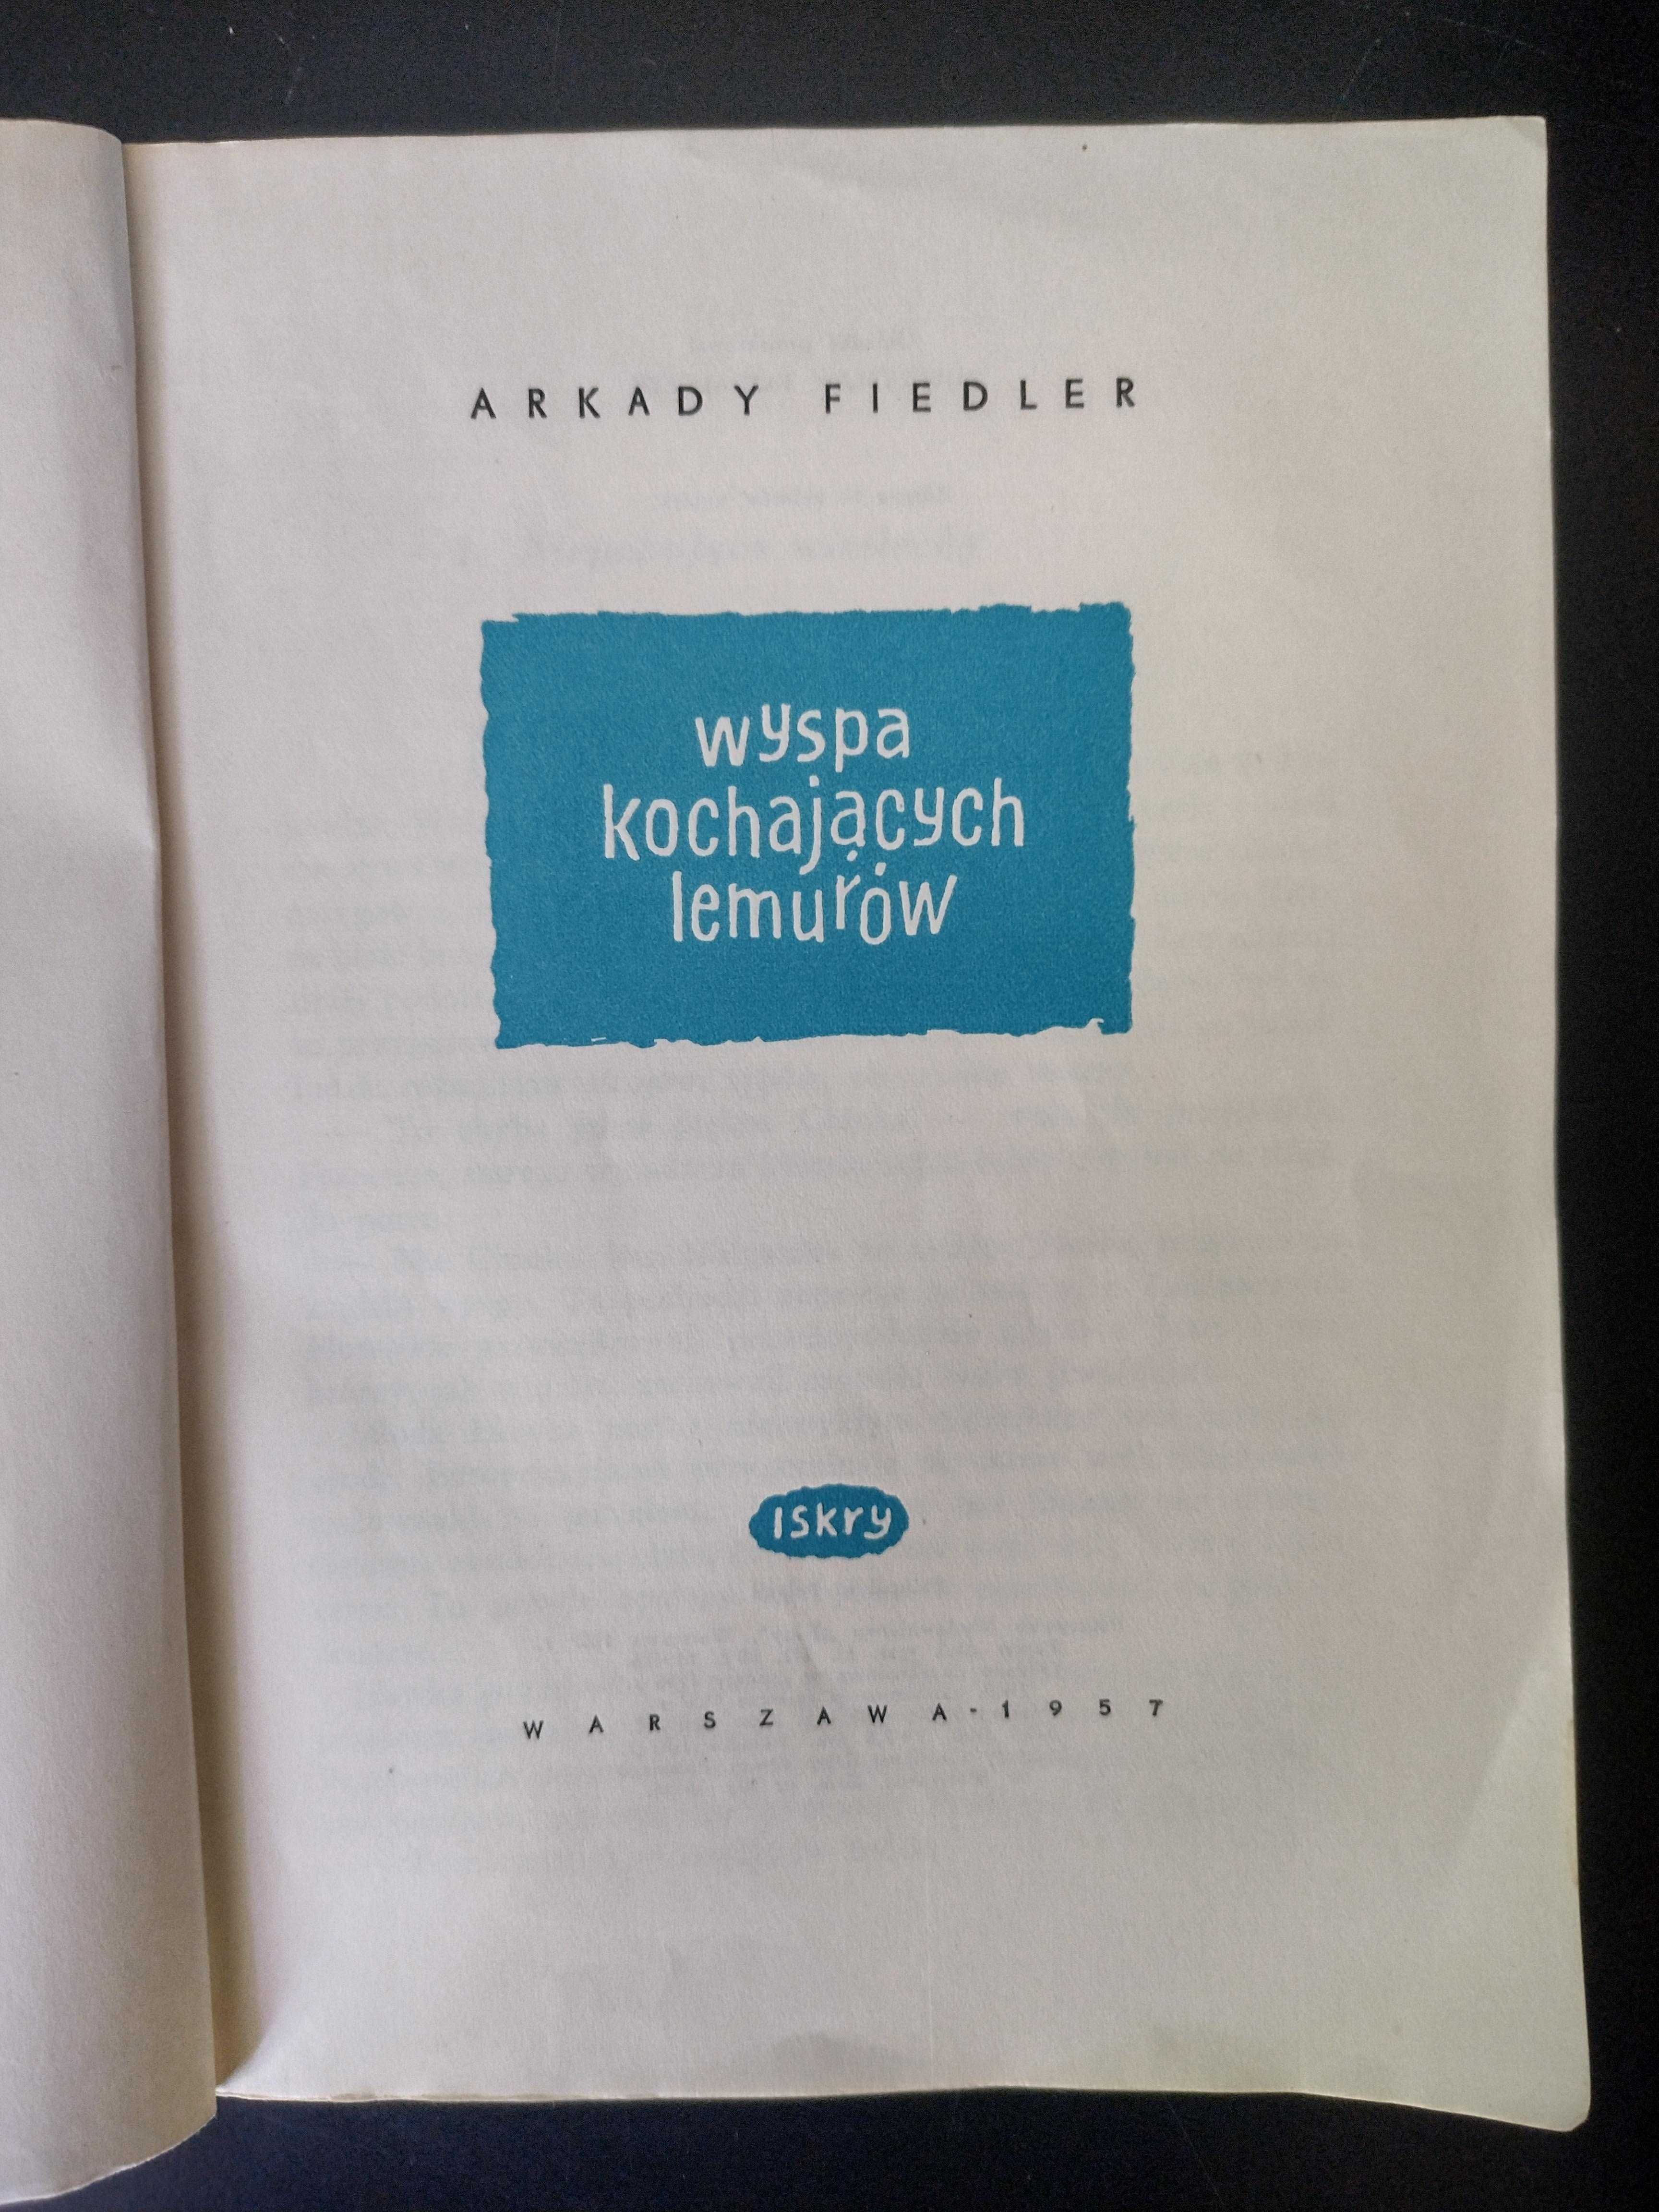 ARKADY FIEDLER
wyspa
kochających
lemurów
Iskry
WARSZAWA-1957